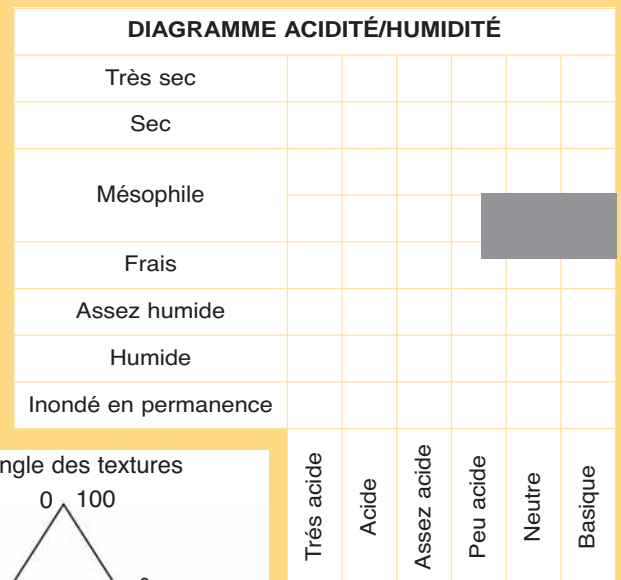 DIAGRAMME ACIDITÉ/HUMIDITÉ
Très sec
Sec
Mésophile
Frais
Assez humide
Humide
Inondé en permanence
Trés acide
Acide
Assez acide
Peu acide
Neutre
Basique
ngle des textures
0 100